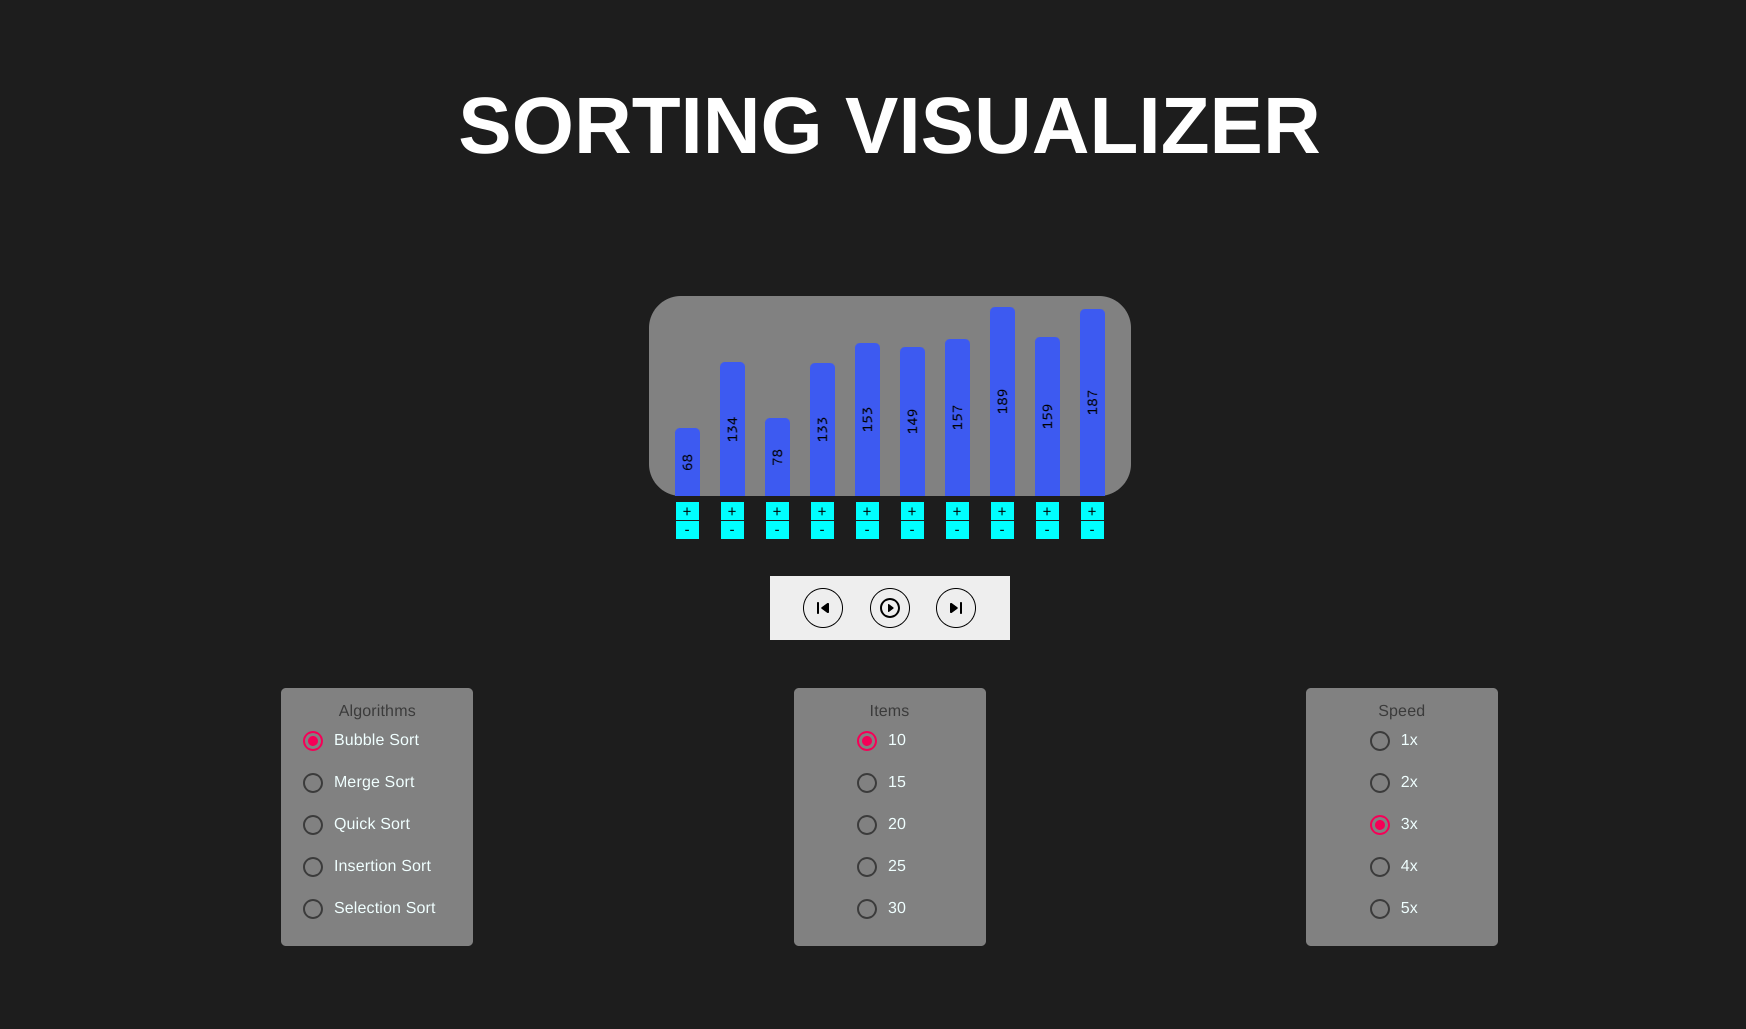 SORTING VISUALIZER
68 134 78 133 153 149 157 189 159 187
+ + + + + + + + + +
- - - - - - - - - -
Algorithms
Bubble Sort
Merge Sort
Quick Sort
Insertion Sort
Selection Sort
Items
10
15
20
25
30
Speed
1x
2x
3x
4x
5x